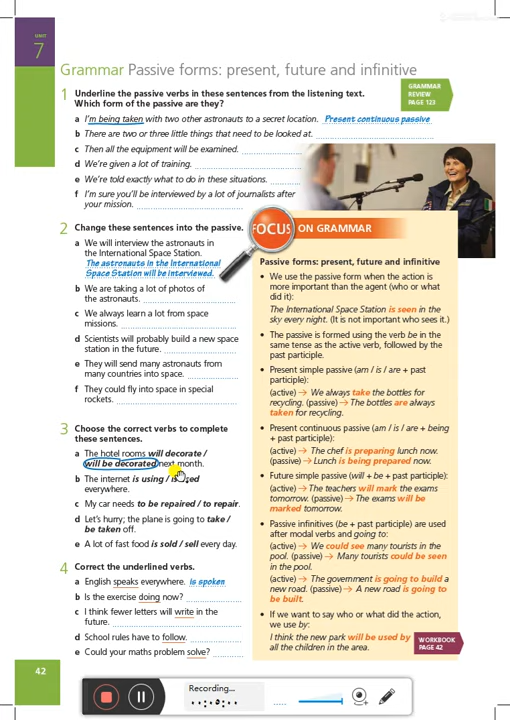 UNIT
7
Grammar Passive forms: present, future and infinitive
GRAMMAR
REVIEW
PAGE 123
1 Underline the passive verbs in these sentences from the listening text.
Which form of the passive are they?
a I'm being taken with two other astronauts to a secret location. Present continuous passive
b There are two or three little things that need to be looked at.
c Then all the equipment will be examined.
d We're given a lot of training.
e We're told exactly what to do in these situations.
f I'm sure you'll be interviewed by a lot of journalists after
your mission.
2 Change these sentences into the passive.
a We will interview the astronauts in
the International Space Station.
The astronauts in the International
Space Station will be interviewed.
b We are taking a lot of photos of
the astronauts.
c We always learn a lot from space
missions.
d Scientists will probably build a new space
station in the future.
e They will send many astronauts from
many countries into space.
f They could fly into space in special
rockets.
3 Choose the correct verbs to complete
these sentences.
a The hotel rooms will decorate /
will be decorated next month.
b The internet is using / is
everywhere.
c My car needs to be repaired / to repair.
d Let's hurry; the plane is going to take /
be taken off.
e A lot of fast food is sold / sell every day.
4 Correct the underlined verbs.
a English speaks everywhere. is spoken
b Is the exercise doing now?
c I think fewer letters will write in the
future.
d School rules have to follow.
e Could your maths problem solve?
FOCUS ON GRAMMAR
Passive forms: present, future and infinitive
• We use the passive form when the action is
more important than the agent (who or what
did it):
The International Space Station is seen in the
sky every night. (It is not important who sees it.)
• The passive is formed using the verb be in the
same tense as the active verb, followed by the
past participle.
• Present simple passive (am / is / are + past
participle):
(active) → We always take the bottles for
recycling. (passive) → The bottles are always
taken for recycling.
• Present continuous passive (am / is / are + being
+ past participle):
(active) → The chef is preparing lunch now.
(passive) → Lunch is being prepared now.
• Future simple passive (will + be + past participle):
(active) → The teachers will mark the exams
tomorrow. (passive) → The exams will be
marked tomorrow.
• Passive infinitives (be + past participle) are used
after modal verbs and going to:
(active) → We could see many tourists in the
pool. (passive) → Many tourists could be seen
in the pool.
(active) → The government is going to build a
new road. (passive) → A new road is going to
be built.
• If we want to say who or what did the action,
we use by:
I think the new park will be used by
all the children in the area.
WORKBOOK
PAGE 42
42
Recording...